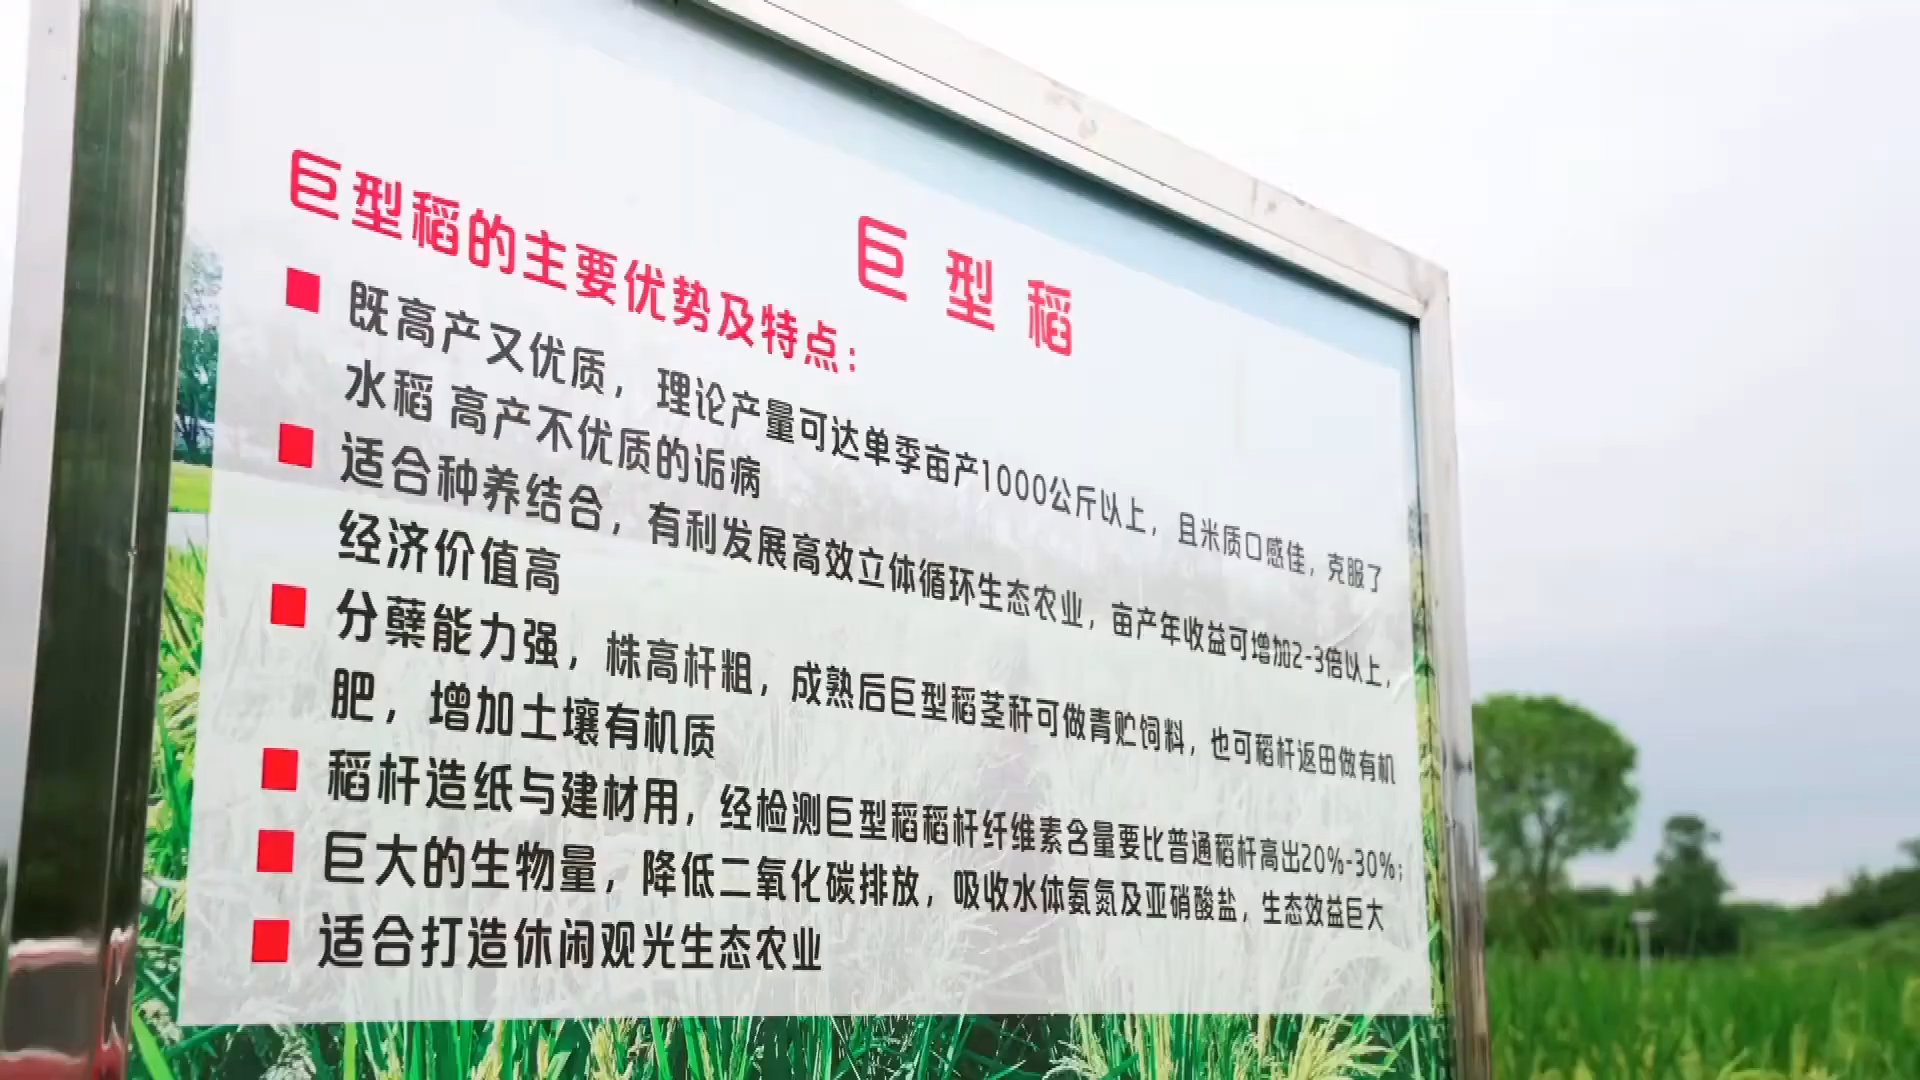 巨型稻
巨型稻的主要优势及特点：
既高产又优质，理论产量可达单季亩产1000公斤以上，且米质口感佳，克服了
水稻 高产不优质的诟病
适合种养结合，有利发展高效立体循环生态农业，亩产年收益可增加2-3倍以上，
经济价值高
分蘖能力强，株高杆粗，成熟后巨型稻茎秆可做青贮饲料，也可稻杆返田做有机
肥，增加土壤有机质
稻杆造纸与建材用，经检测巨型稻稻杆纤维素含量要比普通稻杆高出20%-30%；
巨大的生物量，降低二氧化碳排放，吸收水体氨氮及亚硝酸盐，生态效益巨大
适合打造休闲观光生态农业